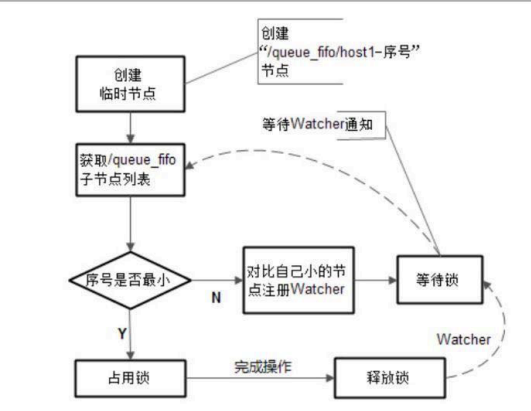 创建
“/queue_fifo/host1-序号”
节点
创建
临时节点
等待Watcher通知
获取/queue_fifo
子节点列表
序号是否最小
N
对比自己小的节
点注册Watcher
等待锁
Y
Watcher
占用锁
完成操作
释放锁